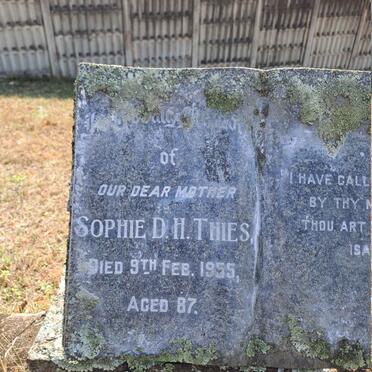 of
OUR DEAR MOTHER
SOPHIE D. H. THIES,
DIED 9TH FEB. 1955,
AGED 87.
"I HAVE CALL
BY THY N
THOU ART
ISA